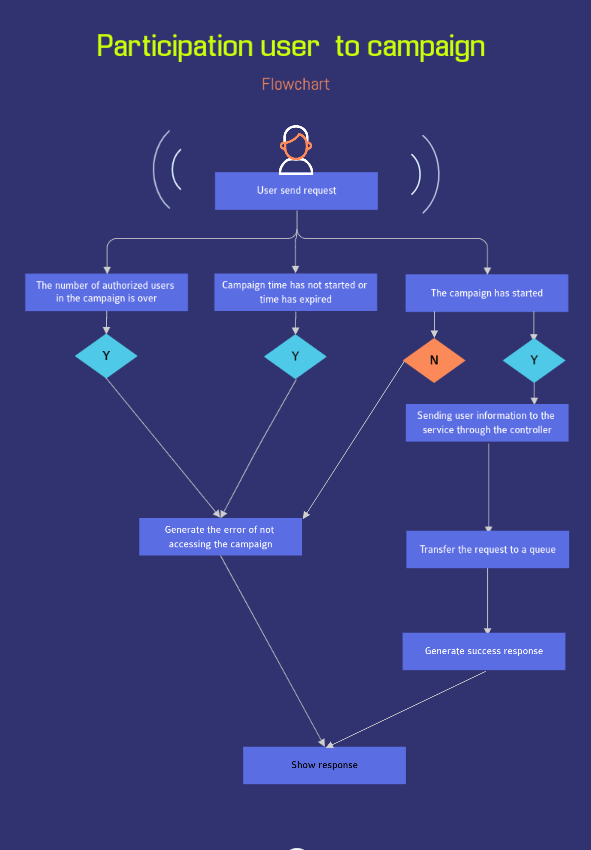 Participation user to campaign
Flowchart
User send request
The number of authorized users
in the campaign is over
Campaign time has not started or
time has expired
The campaign has started
Y
Y
N
Y
Sending user information to the
service through the controller
Generate the error of not
accessing the campaign
Transfer the request to a queue
Generate success response
Show response